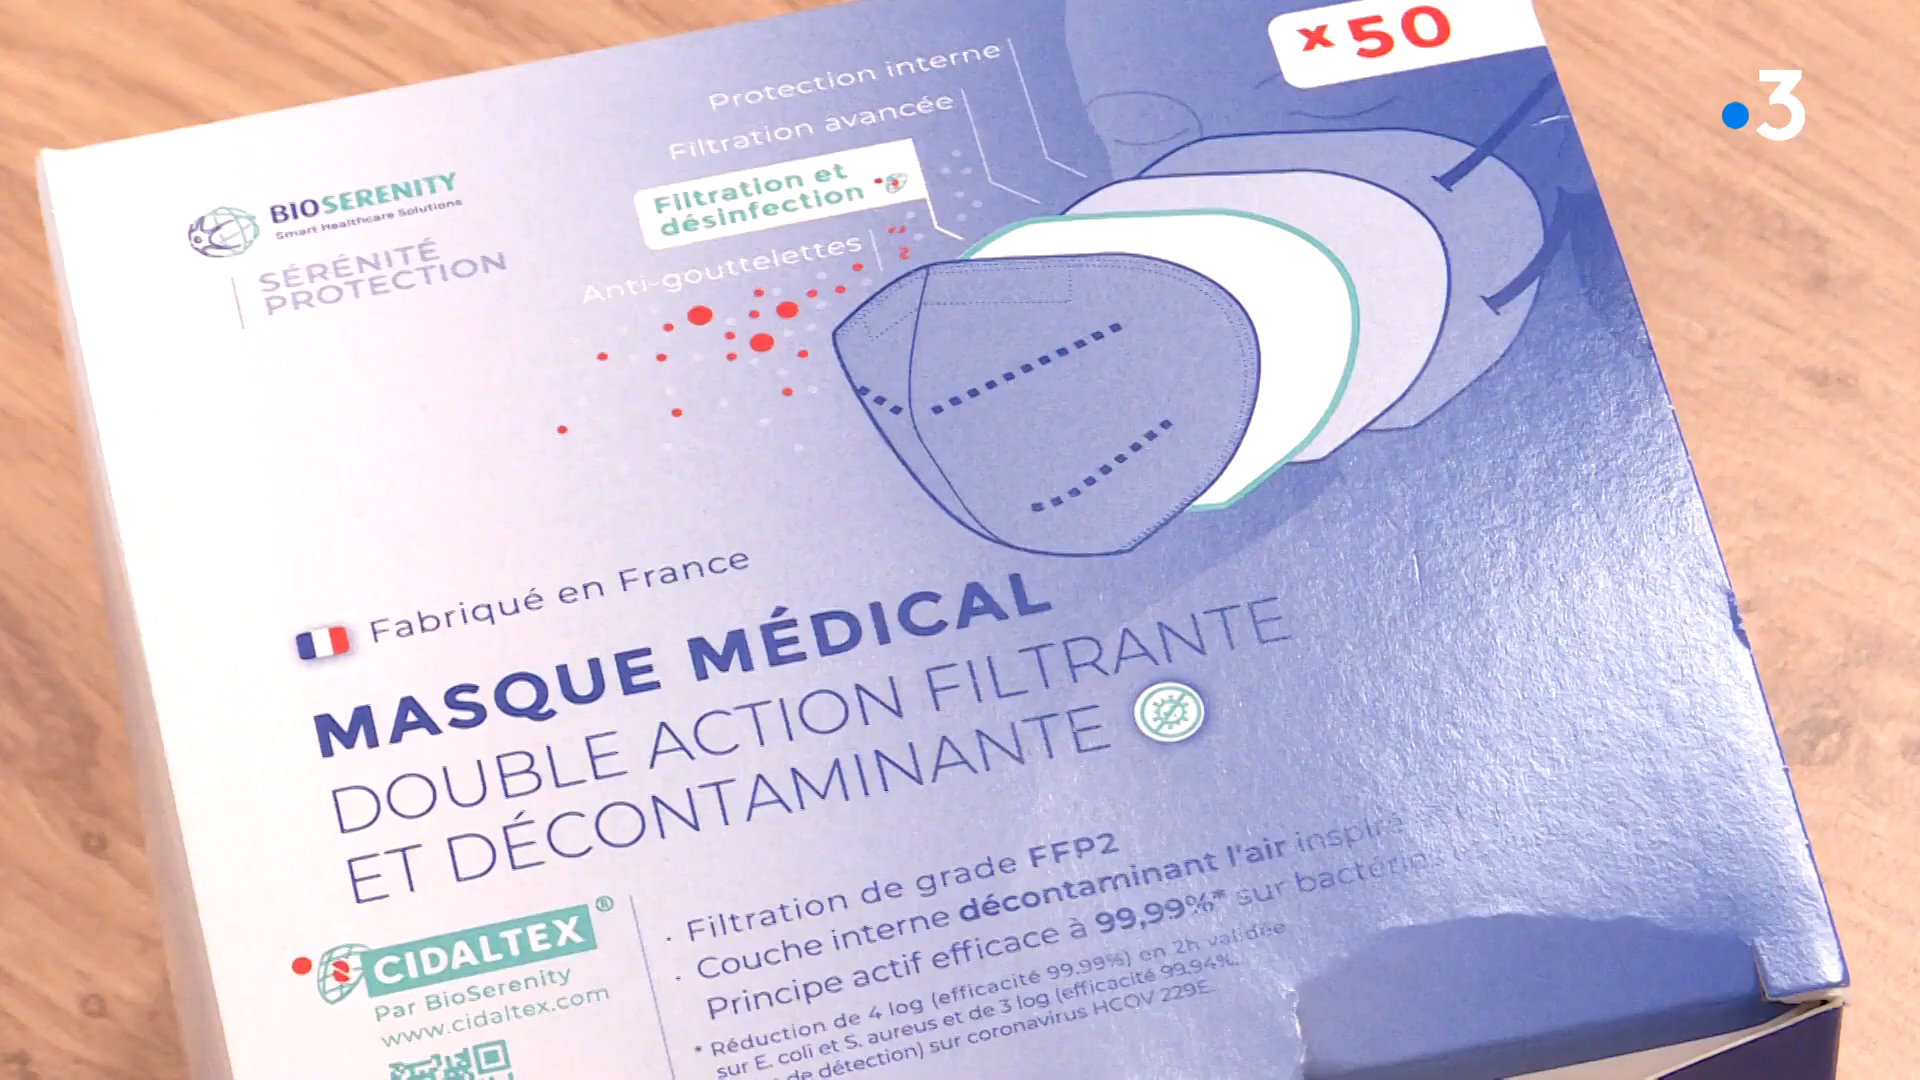 x50
3
Protection interne
Filtration avancée
Filtration et
désinfection
Anti-gouttelettes
BIOSERENITY
Smart Healthcare Solutions
SÉRÉNITÉ
PROTECTION
Fabriqué en France
MASQUE MÉDICAL
DOUBLE ACTION FILTRANTE
ET DÉCONTAMINANTE
CIDALTEX®
Par BioSerenity
www.cidaltex.com
· Filtration de grade FFP2
· Couche interne décontaminant l'air inspiré
Principe actif efficace à 99,99%* sur
* Réduction de 4 log (efficacité 99.99%) en 2h validée
sur E. coli et S. aureus et de 3 log (efficacité 99.94%,
de détection) sur coronavirus HCOV 229E.